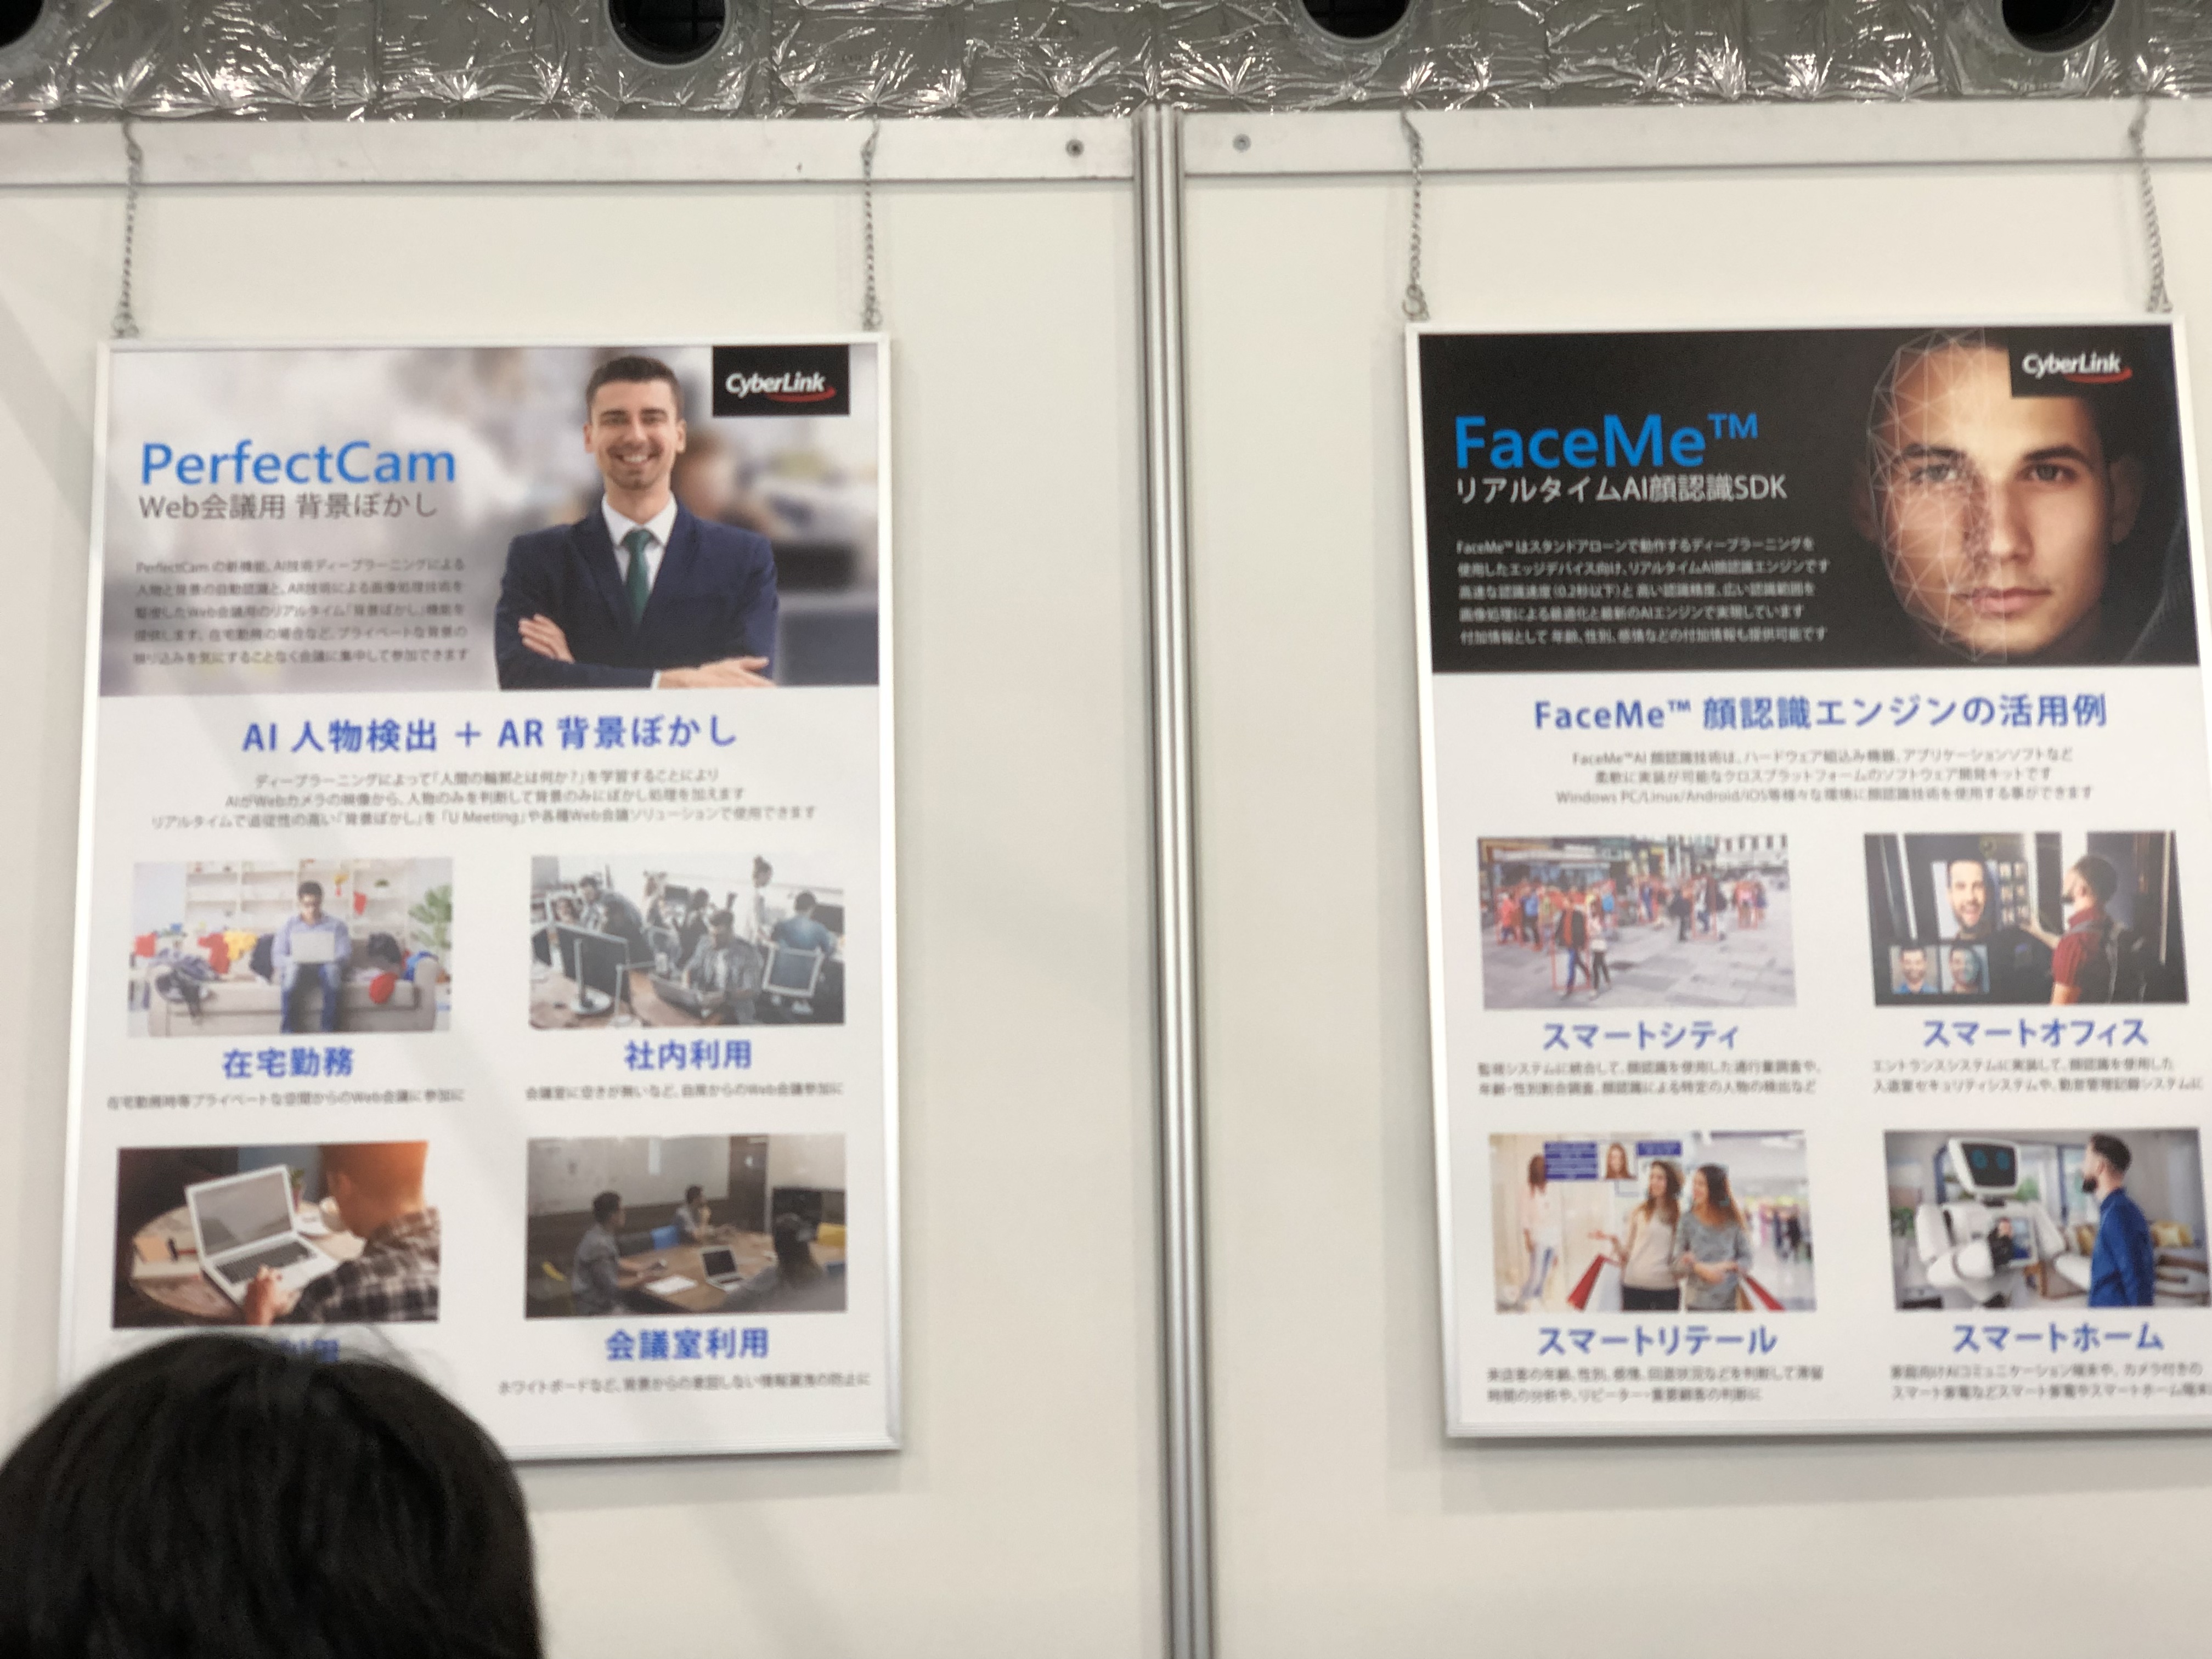 CyberLink
PerfectCam
Web会議用 背景ぼかし
PerfectCam の新機能、AI技術ディープラーニングによる
人物と背景の自動認識と、AR技術による画像処理技術を
駆使したWeb会議用のリアルタイム「背景ぼかし」機能を
提供します。在宅勤務の場合など、プライベートな背景の
映り込みを気にすることなく会議に集中して参加できます
AI 人物検出 + AR 背景ぼかし
ディープラーニングによって「人間の輪郭とは何か?」を学習することにより
AIがWebカメラの映像から、人物のみを判断して背景のみにぼかし処理を加えます
リアルタイムで追従性の高い「背景ぼかし」を「U Meeting」や各種Web会議ソリューションで使用できます
在宅勤務
在宅勤務時等プライベートな空間からのWeb会議に参加に
社内利用
会議室に空きが無いなど、自席からのWeb会議参加に
会議室利用
ホワイトボードなど、背景からの意図しない情報漏洩の防止に
CyberLink
FaceMe™
リアルタイムAI顔認識SDK
FaceMe™ はスタンドアローンで動作するディープラーニングを
使用したエッジデバイス向け、リアルタイムAI顔認識エンジンです
高速な認識速度(0.2秒以下)と 高い認識精度、広い認識範囲を
画像処理による最適化と最新のAIエンジンで実現しています
付加情報として 年齢、性別、感情などの付加情報も提供可能です
FaceMe™ 顔認識エンジンの活用例
FaceMe™AI 顔認識技術は、ハードウェア組込み機器、アプリケーションソフトなど
柔軟に実装が可能なクロスプラットフォームのソフトウェア開発キットです
Windows PC/Linux/Android/iOS等様々な環境に顔認識技術を使用する事ができます
スマートシティ
監視システムに統合して、顔認識を使用した通行量調査や、
年齢・性別割合調査、顔認識による特定の人物の検出など
スマートオフィス
エントランスシステムに実装して、顔認識を使用した
入退室セキュリティシステムや、勤怠管理記録システムに
スマートリテール
来店客の年齢、性別、感情、回遊状況などを判断して滞留
時間の分析や、リピーター・重要顧客の判断に
スマートホーム
家庭向けAIコミュニケーション端末や、カメラ付きの
スマート家電などスマート家電やスマートホーム端末